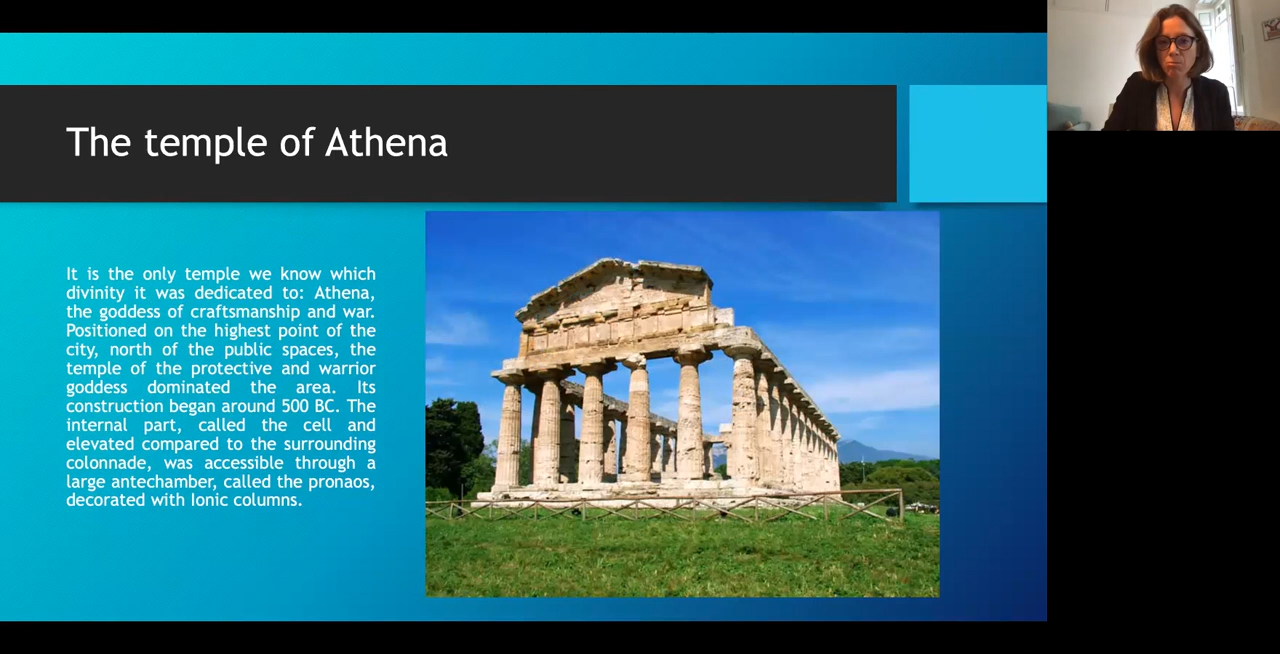 The temple of Athena
It is the only temple we know which
divinity it was dedicated to: Athena,
the goddess of craftsmanship and war.
Positioned on the highest point of the
city, north of the public spaces, the
temple of the protective and warrior
goddess dominated the area. Its
construction began around 500 BC. The
internal part, called the cell and
elevated compared to the surrounding
colonnade, was accessible through a
large antechamber, called the pronaos,
decorated with Ionic columns.